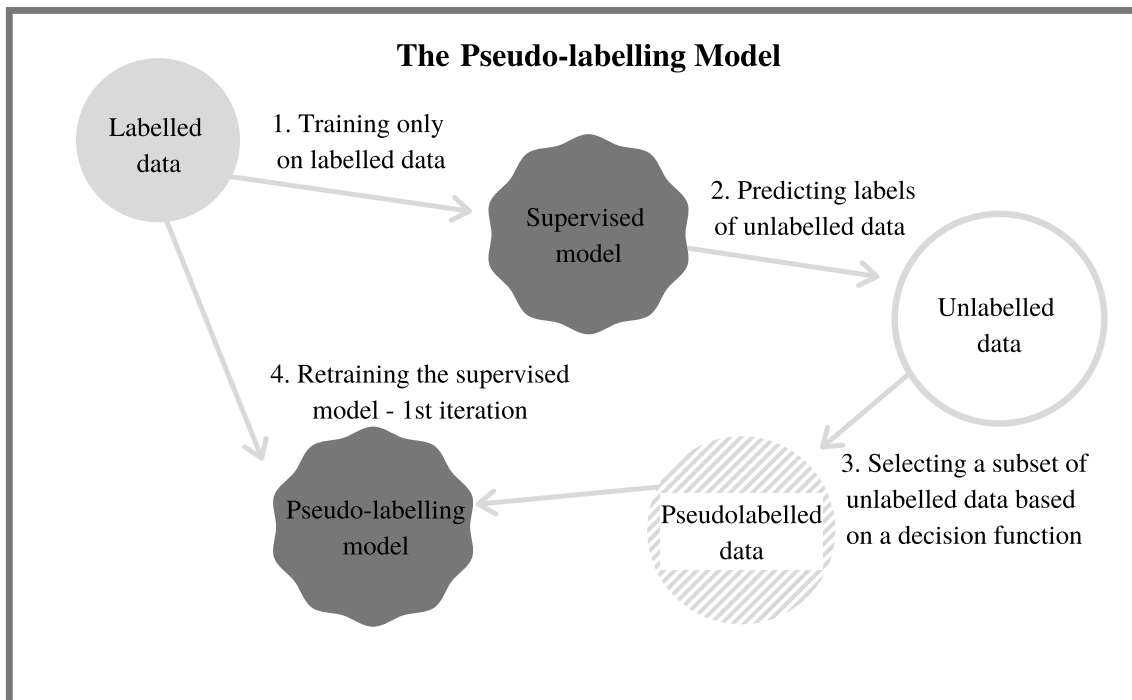 The Pseudo-labelling Model
Labelled
data
1. Training only
on labelled data
Supervised
model
2. Predicting labels
of unlabelled data
Unlabelled
data
3. Selecting a subset of
unlabelled data based
on a decision function
Pseudolabelled
data
4. Retraining the supervised
model - 1st iteration
Pseudo-labelling
model